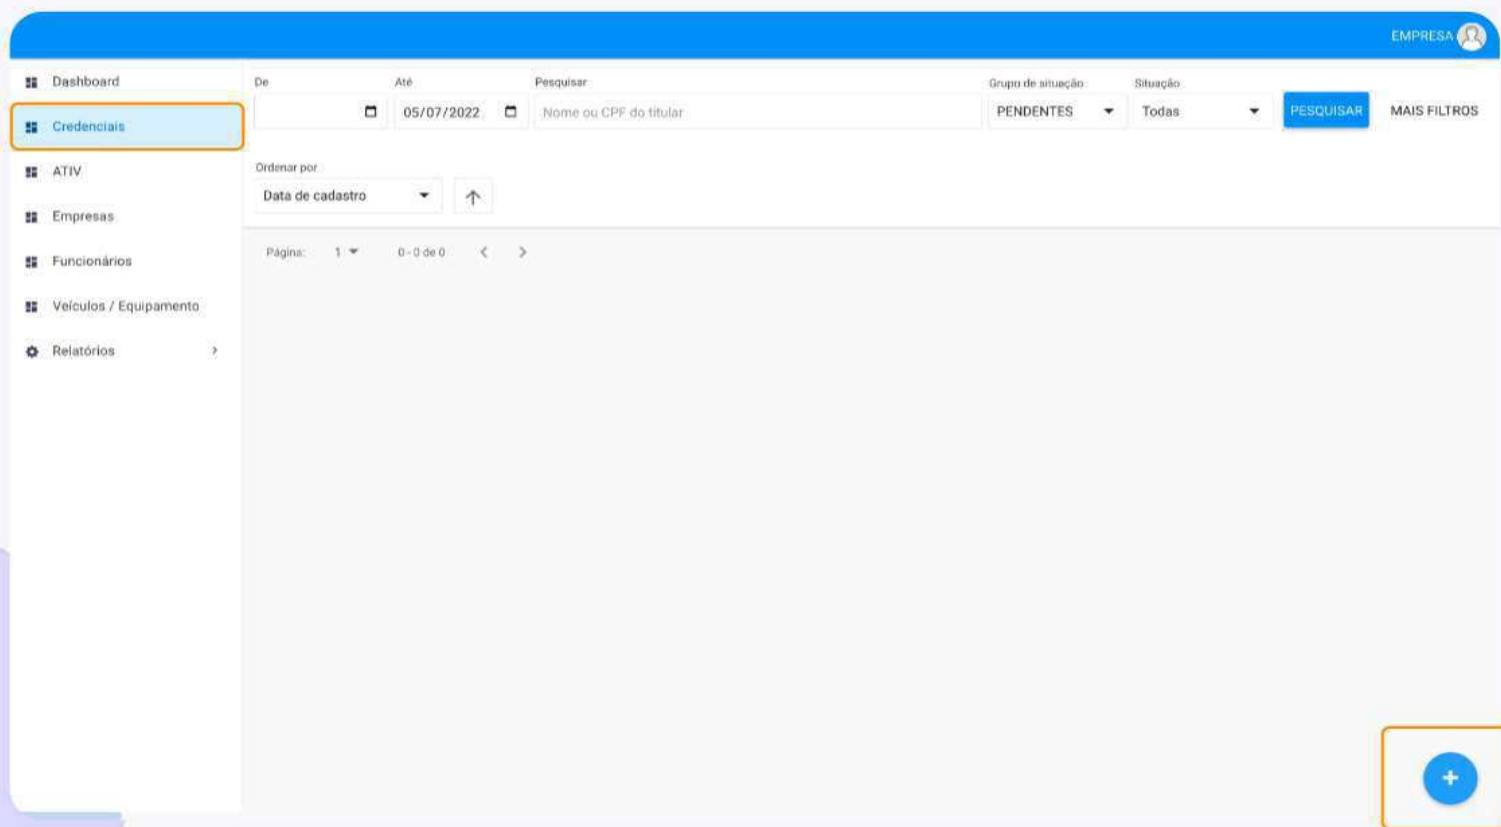 EMPRESA
Dashboard
Credenciais
ATIV
Empresas
Funcionários
Veículos / Equipamento
Relatórios
De
Até
Pesquisar
Grupo de situação
Situação
05/07/2022
Nome ou CPF do titular
PENDENTES
Todas
PESQUISAR
MAIS FILTROS
Ordenar por
Data de cadastro
Página: 1 0-0 de 0